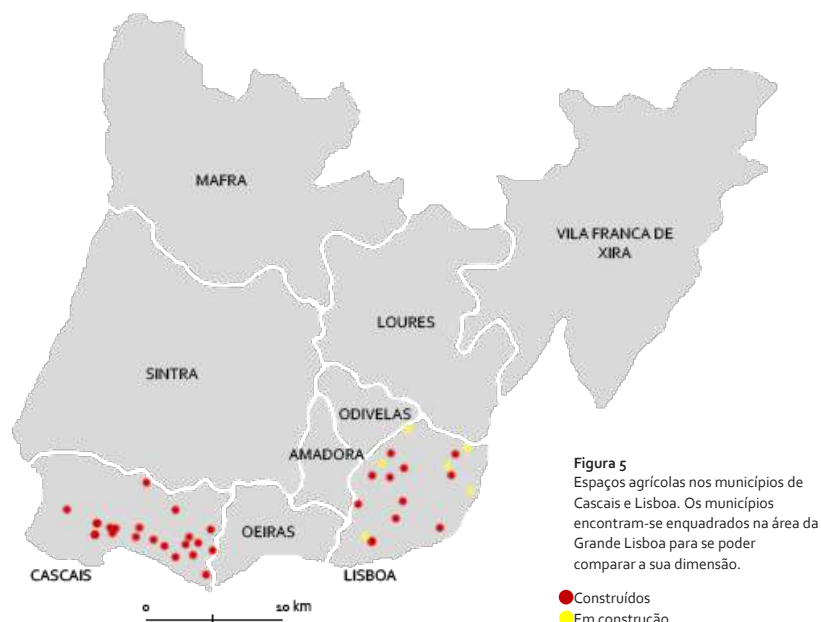 MAFRA
VILA FRANCA DE
XIRA
LOURES
SINTRA
ODIVELAS
AMADORA
OEIRAS
CASCAIS
LISBOA
0 10 km
Figura 5
Espaços agrícolas nos municípios de
Cascais e Lisboa. Os municípios
encontram-se enquadrados na área da
Grande Lisboa para se poder
comparar a sua dimensão.
Construídos
Em construção